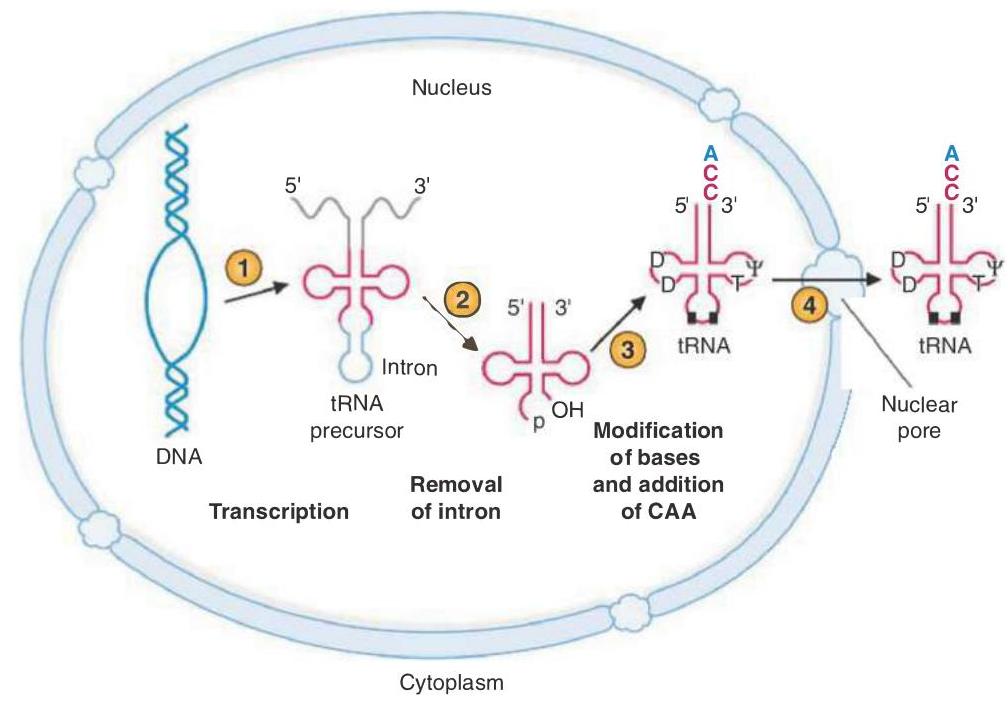 Nucleus
A
C
C
5' 3'
A
C
C
5' 3'
5' 3'
1
D
D
Ψ
T
D
D
Ψ
T
2
5' 3'
4
3
tRNA
tRNA
Intron
tRNA
precursor
p
OH
Nuclear
pore
DNA
Modification
of bases
and addition
of CAA
Removal
of intron
Transcription
Cytoplasm